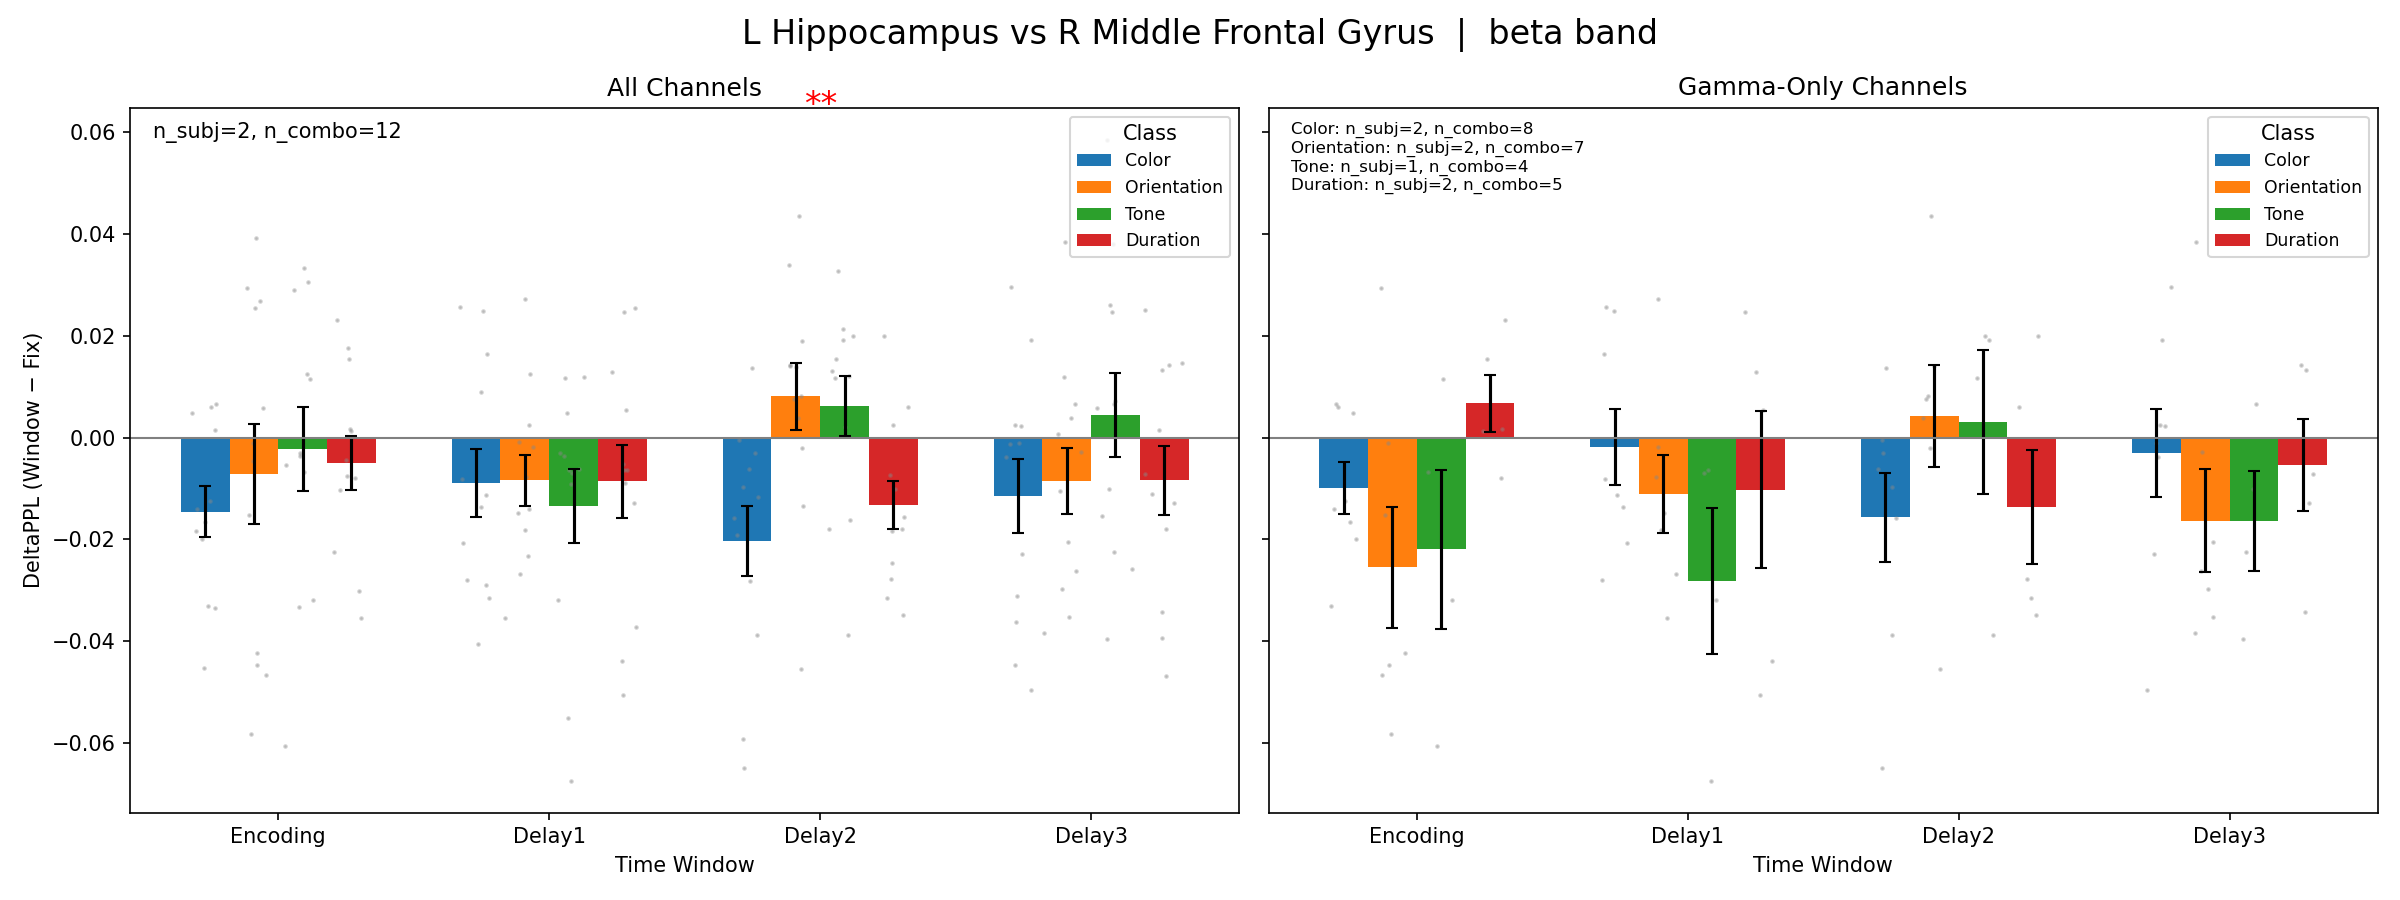 L Hippocampus vs R Middle Frontal Gyrus | beta band
All Channels
**
n_subj=2, n_combo=12
Class
Color
Orientation
Tone
Duration
DeltaPPL (Window − Fix)
0.06
0.04
0.02
0.00
−0.02
−0.04
−0.06
Encoding
Delay1
Delay2
Delay3
Time Window
Gamma-Only Channels
Color: n_subj=2, n_combo=8
Orientation: n_subj=2, n_combo=7
Tone: n_subj=1, n_combo=4
Duration: n_subj=2, n_combo=5
Class
Color
Orientation
Tone
Duration
Encoding
Delay1
Delay2
Delay3
Time Window